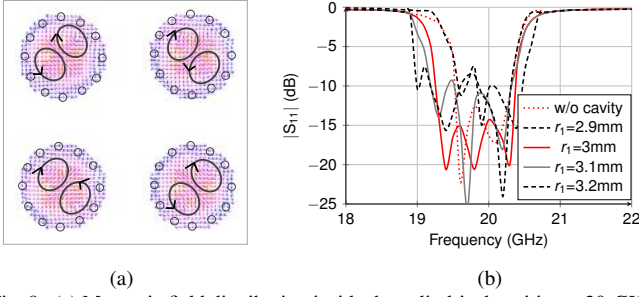 (a)
(b)
0
−5
−10
−15
−20
−25
|S11| (dB)
w/o cavity
r1=2.9mm
r1=3mm
r1=3.1mm
r1=3.2mm
18 19 20 21 22
Frequency (GHz)
(a) (b)